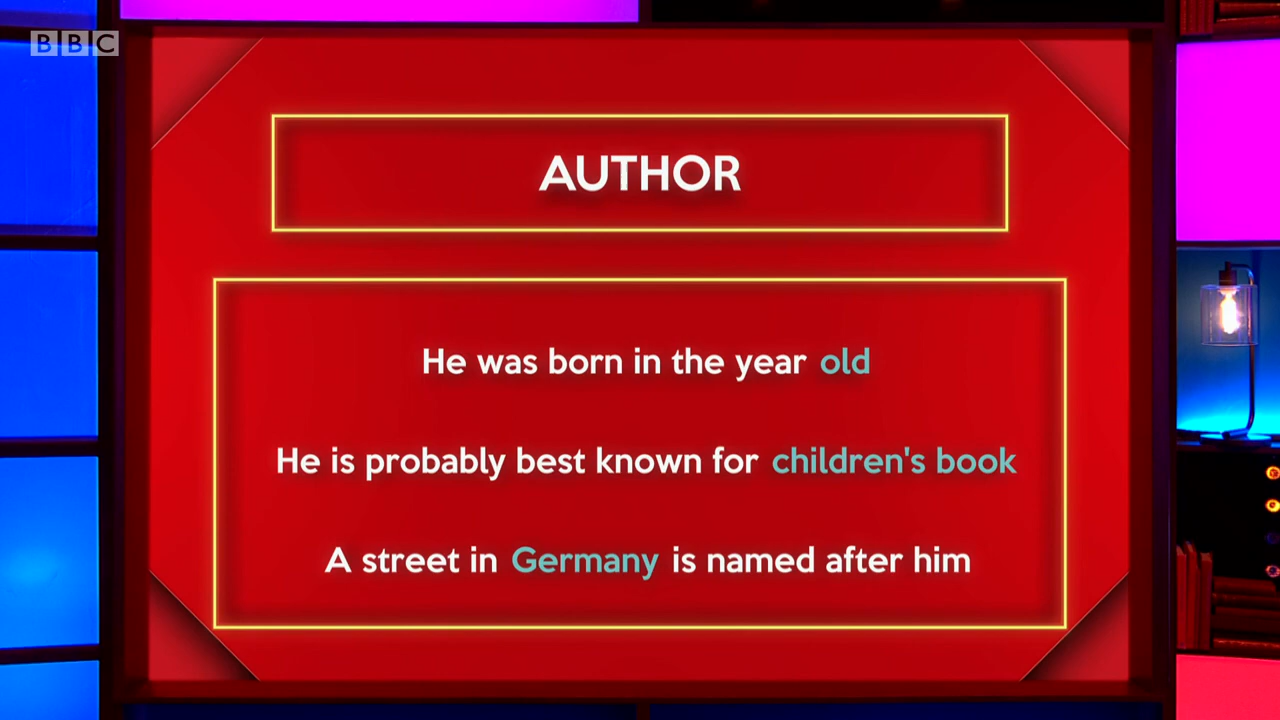 BBC
AUTHOR
He was born in the year old
He is probably best known for children's book
A street in Germany is named after him